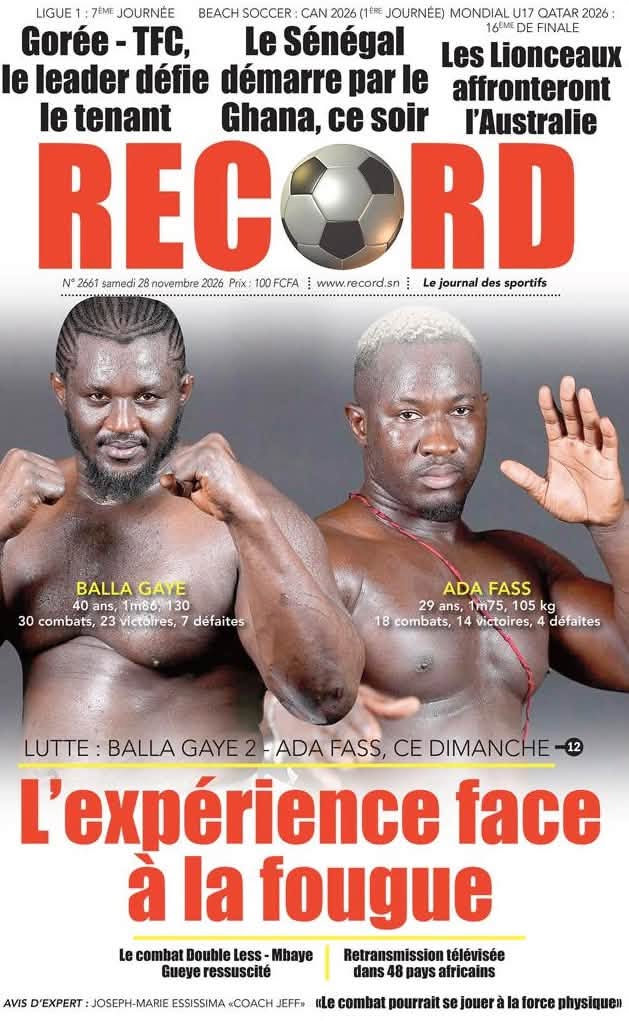 LIGUE 1 : 7ÈME JOURNÉE
Gorée - TFC,
le leader défie
le tenant
BEACH SOCCER : CAN 2026 (1ÈRE JOURNÉE)
Le Sénégal
démarre par le
Ghana, ce soir
MONDIAL U17 QATAR 2026 :
16ÈME DE FINALE
Les Lionceaux
affronteront
l'Australie
RECORD
N° 2661 samedi 28 novembre 2026 Prix : 100 FCFA
www.record.sn
Le journal des sportifs
BALLA GAYE
40 ans, 1m86, 130
30 combats, 23 victoires, 7 défaites
ADA FASS
29 ans, 1m75, 105 kg
18 combats, 14 victoires, 4 défaites
LUTTE : BALLA GAYE 2 - ADA FASS, CE DIMANCHE 12
L'expérience face
à la fougue
Le combat Double Less - Mbaye
Gueye ressuscité
Retransmission télévisée
dans 48 pays africains
AVIS D'EXPERT : JOSEPH-MARIE ESSISSIMA «COACH JEFF» «Le combat pourrait se jouer à la force physique»